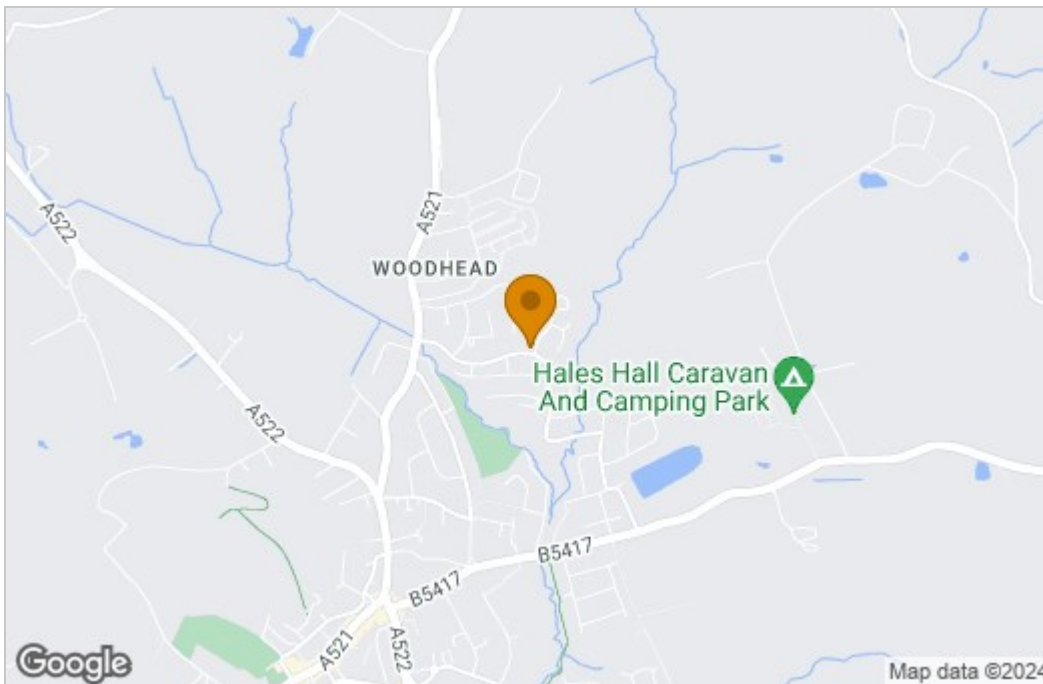 A521
A522
WOODHEAD
Hales Hall Caravan
And Camping Park
A522
B5417
B5417
A521
A522
Google
Map data ©2024